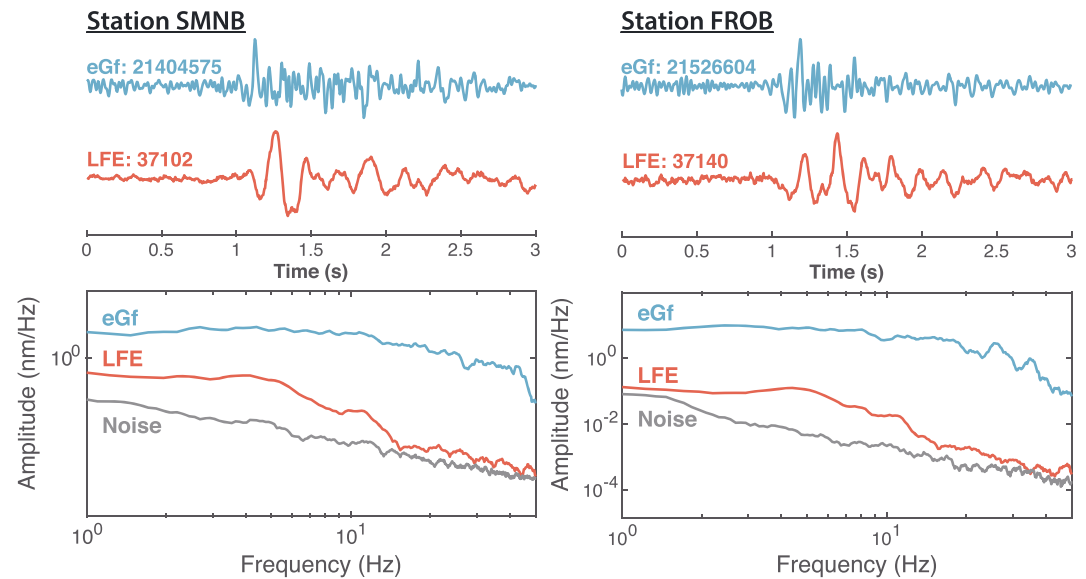 Station SMNB
eGf: 21404575
LFE: 37102
0 0.5 1 1.5 2 2.5 3
Time (s)
Amplitude (nm/Hz)
10^0
eGf
LFE
Noise
10^0 10^1
Frequency (Hz)
Station FROB
eGf: 21526604
LFE: 37140
0 0.5 1 1.5 2 2.5 3
Time (s)
Amplitude (nm/Hz)
10^0
10^-2
10^-4
eGf
LFE
Noise
10^0 10^1
Frequency (Hz)